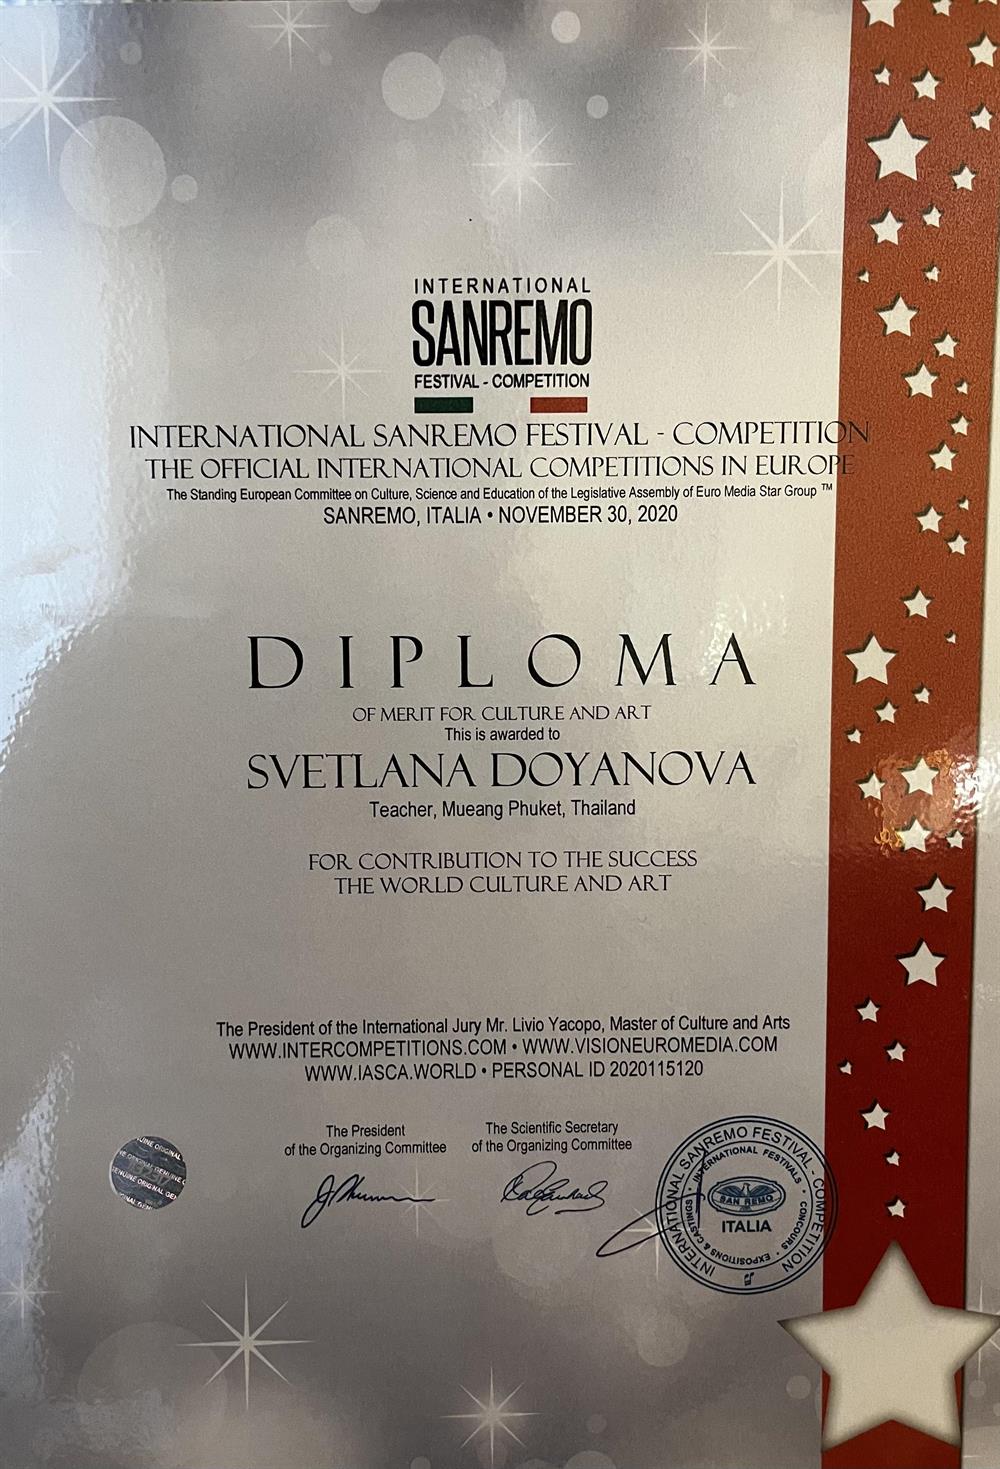 INTERNATIONAL
SANREMO
FESTIVAL - COMPETITION
INTERNATIONAL SANREMO FESTIVAL - COMPETITION
THE OFFICIAL INTERNATIONAL COMPETITIONS IN EUROPE
The Standing European Committee on Culture, Science and Education of the Legislative Assembly of Euro Media Star Group ™
SANREMO, ITALIA • NOVEMBER 30, 2020
DIPLOMA
OF MERIT FOR CULTURE AND ART
This is awarded to
SVETLANA DOYANOVA
Teacher, Mueang Phuket, Thailand
FOR CONTRIBUTION TO THE SUCCESS
THE WORLD CULTURE AND ART
The President of the International Jury Mr. Livio Yacopo, Master of Culture and Arts
WWW.INTERCOMPETITIONS.COM • WWW.VISIONEUROMEDIA.COM
WWW.IASCA.WORLD • PERSONAL ID 2020115120
The President
of the Organizing Committee
The Scientific Secretary
of the Organizing Committee
INTERNATIONAL SANREMO FESTIVAL - COMPETITION
INTERNATIONAL FESTIVALS • CONCOURS • EXPOSITIONS & CASTINGS
SAN REMO
ITALIA
GENUINE ORIGINAL